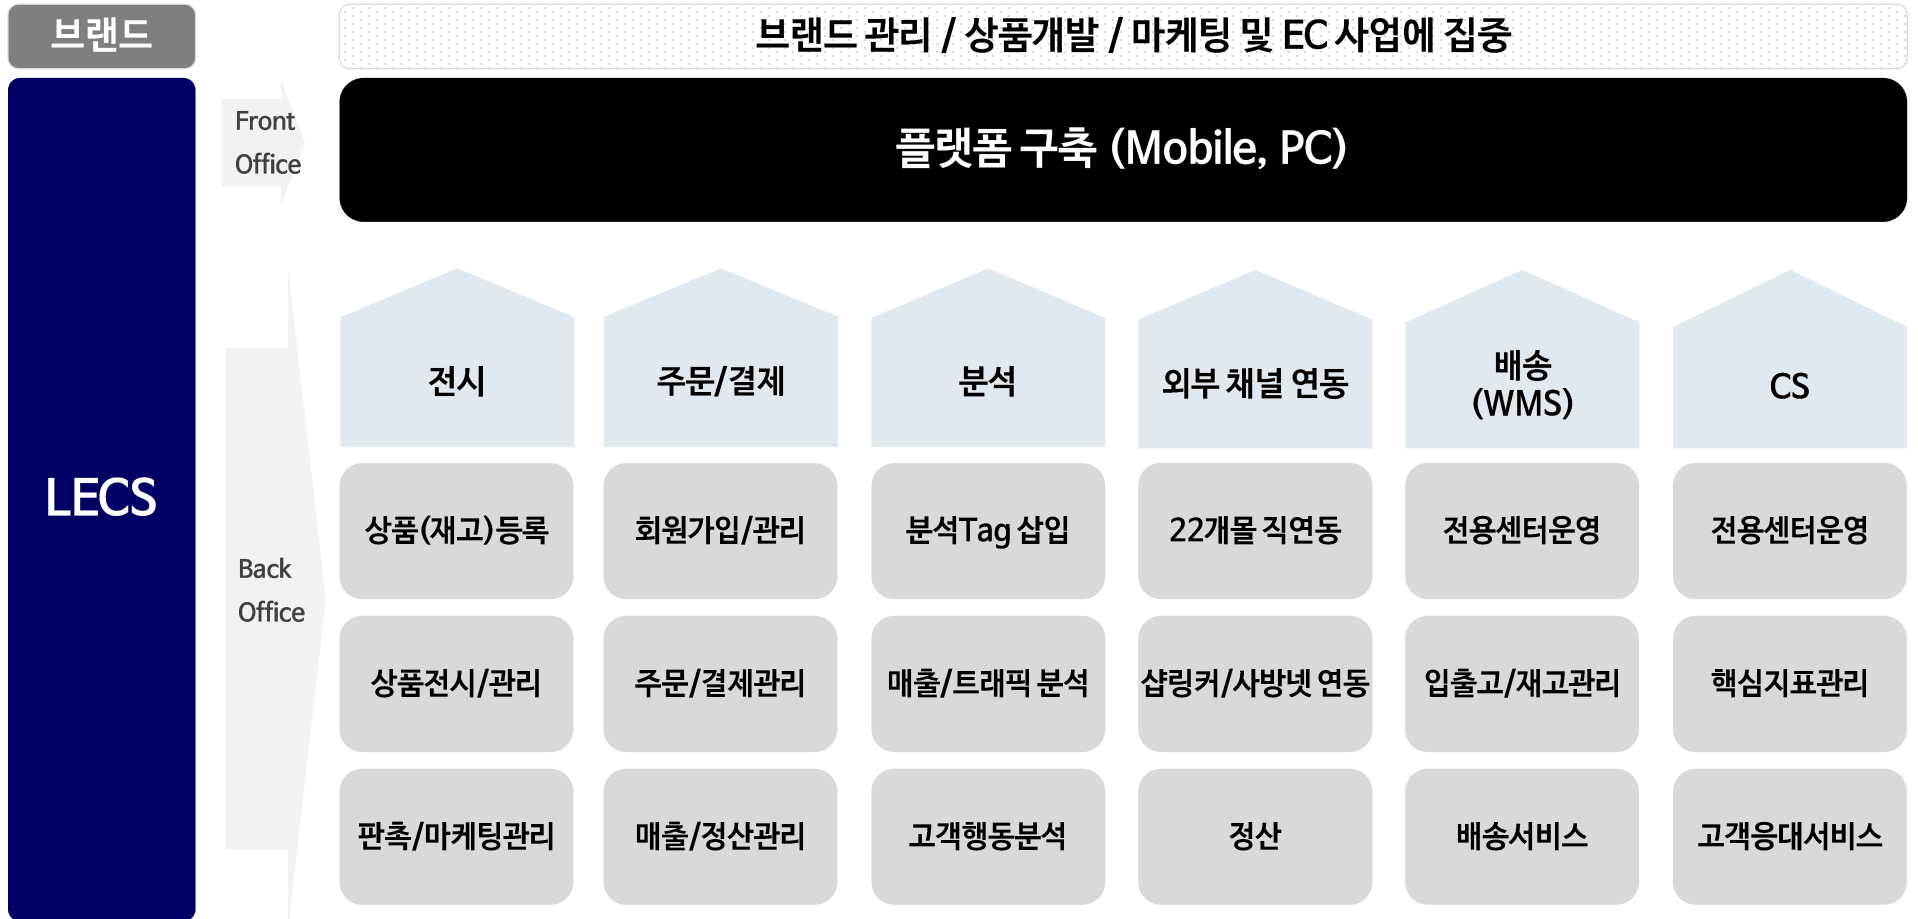 브랜드
브랜드 관리 / 상품개발 / 마케팅 및 EC 사업에 집중
LECS
Front
Office
플랫폼 구축 (Mobile, PC)
Back
Office
전시
주문/결제
분석
외부 채널 연동
배송
(WMS)
CS
상품(재고)등록
회원가입/관리
분석Tag 삽입
22개몰 직연동
전용센터운영
전용센터운영
상품전시/관리
주문/결제관리
매출/트래픽 분석
샵링커/사방넷 연동
입출고/재고관리
핵심지표관리
판촉/마케팅관리
매출/정산관리
고객행동분석
정산
배송서비스
고객응대서비스